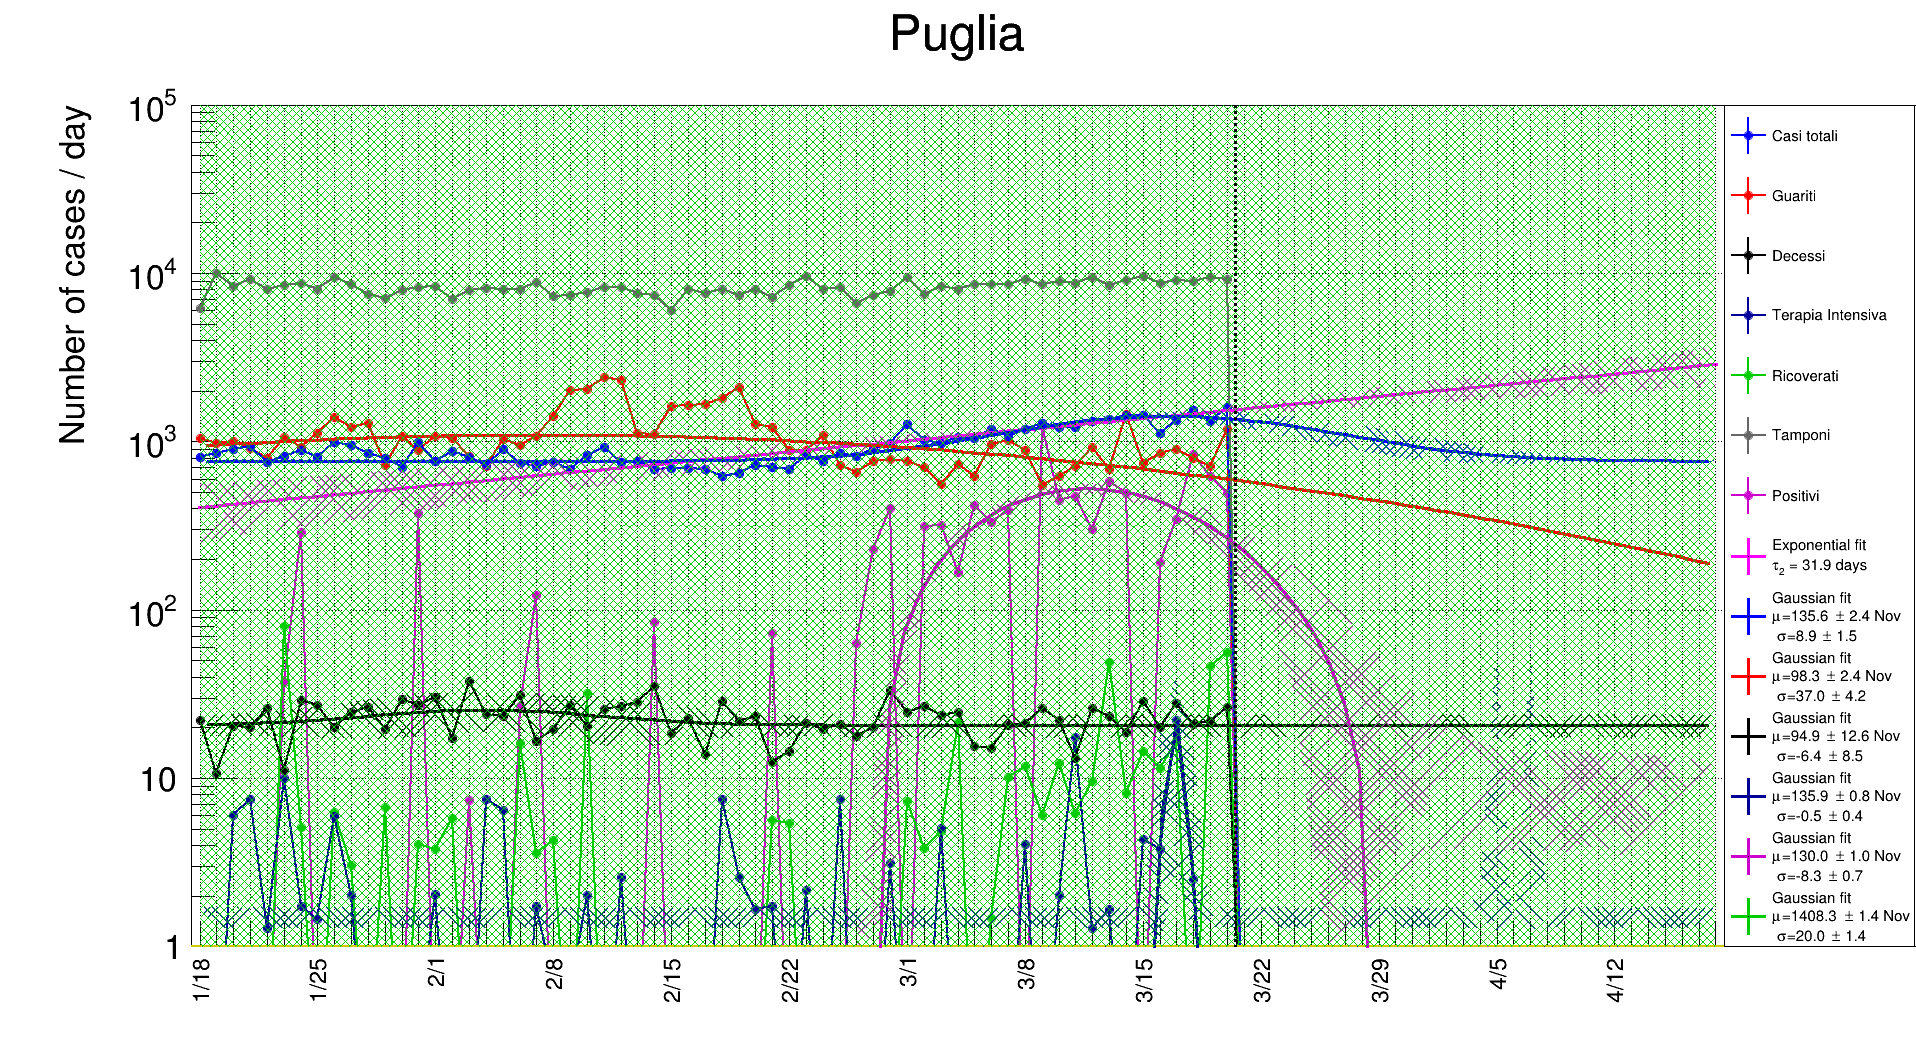 Puglia
Number of cases / day
10^5
10^4
10^3
10^2
10
1
1/18
1/25
2/1
2/8
2/15
2/22
3/1
3/8
3/15
3/22
3/29
4/5
4/12
Casi totali
Guariti
Decessi
Terapia Intensiva
Ricoverati
Tamponi
Positivi
Exponential fit
τ₂ = 31.9 days
Gaussian fit
μ=135.6 ± 2.4 Nov
σ=8.9 ± 1.5
Gaussian fit
μ=98.3 ± 2.4 Nov
σ=37.0 ± 4.2
Gaussian fit
μ=94.9 ± 12.6 Nov
σ=-6.4 ± 8.5
Gaussian fit
μ=135.9 ± 0.8 Nov
σ=-0.5 ± 0.4
Gaussian fit
μ=130.0 ± 1.0 Nov
σ=-8.3 ± 0.7
Gaussian fit
μ=1408.3 ± 1.4 Nov
σ=20.0 ± 1.4